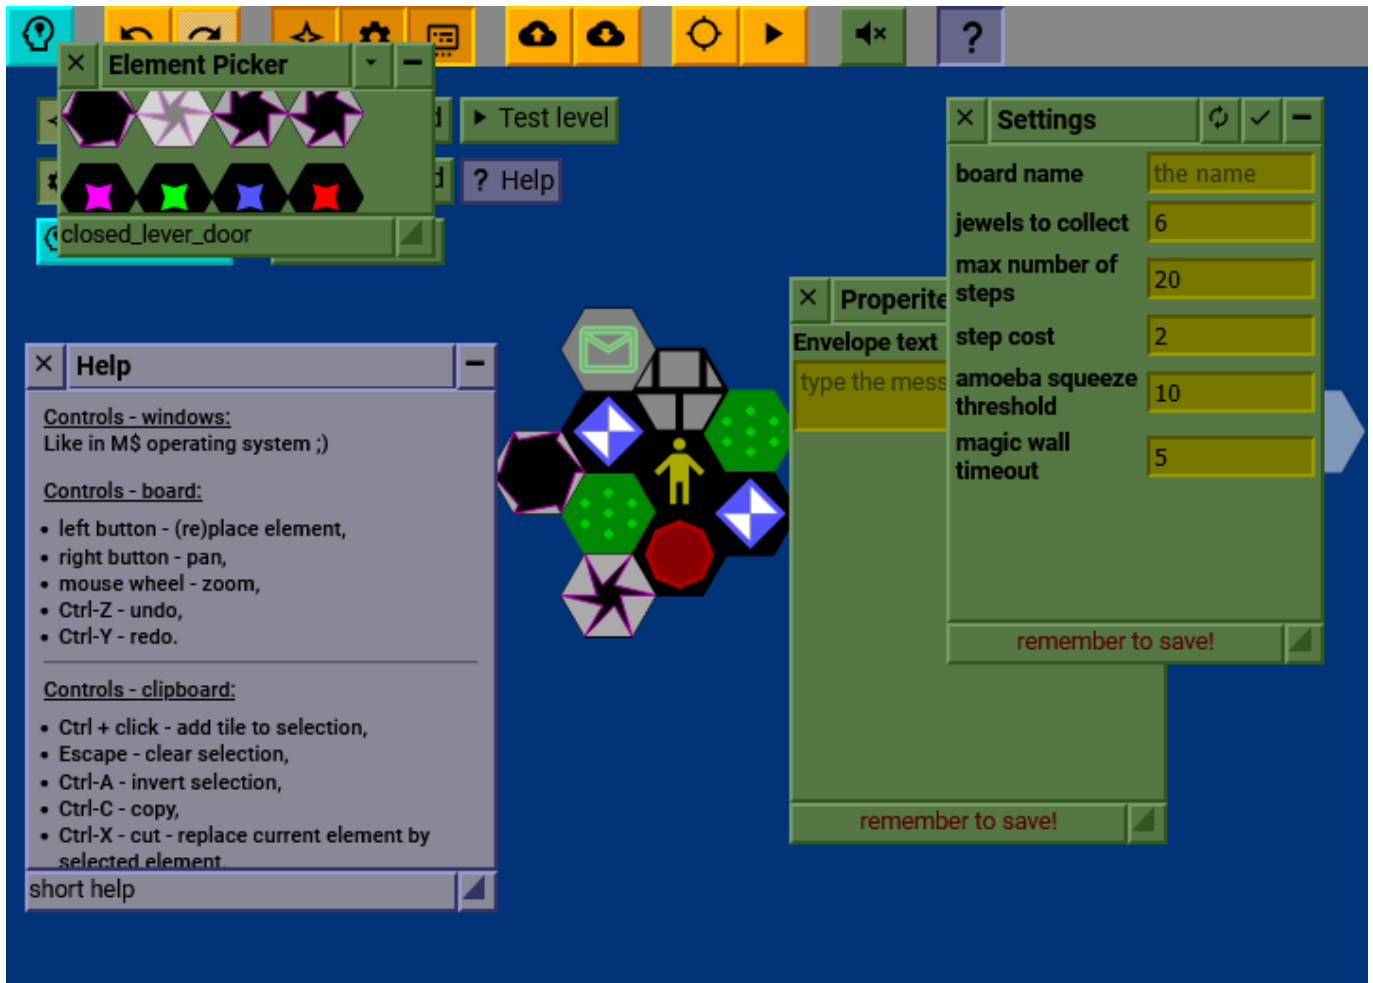 ?
Element Picker
d
Test level
d
? Help
closed_lever_door
Settings
board name
the name
jewels to collect
6
max number of
steps
20
step cost
2
amoeba squeeze
threshold
10
magic wall
timeout
5
remember to save!
Properite
Envelope text
type the mess
remember to save!
Help
Controls - windows:
Like in M$ operating system ;)
Controls - board:
• left button - (re)place element,
• right button - pan,
• mouse wheel - zoom,
• Ctrl-Z - undo,
• Ctrl-Y - redo.
Controls - clipboard:
• Ctrl + click - add tile to selection,
• Escape - clear selection,
• Ctrl-A - invert selection,
• Ctrl-C - copy,
• Ctrl-X - cut - replace current element by
selected element.
short help